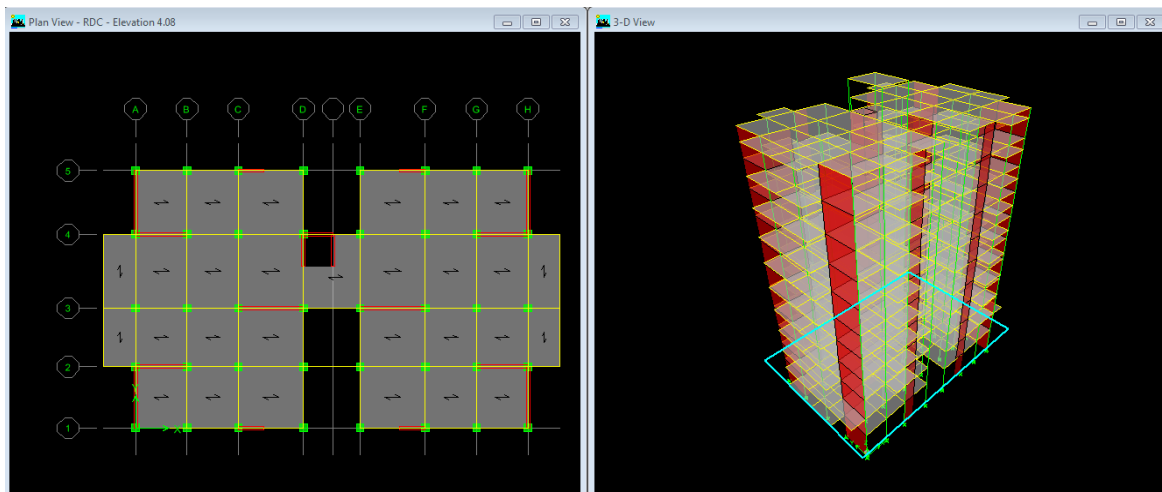 Plan View - RDC - Elevation 4.08
3-D View
A B C D E F G H
5
4
3
2
Y
X
1